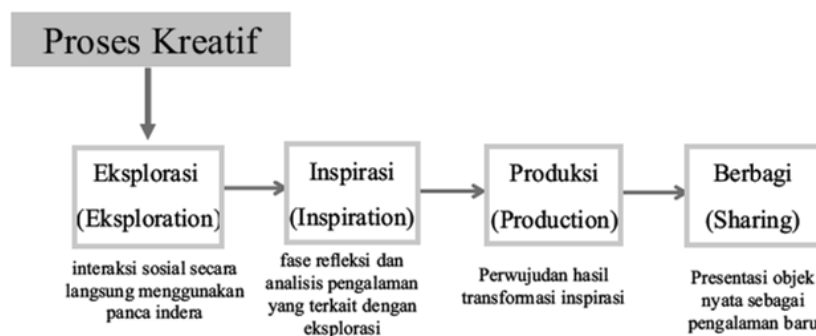 Proses Kreatif
Eksplorasi
(Eksploration)
interaksi sosial secara
langsung menggunakan
panca indera
Inspirasi
(Inspiration)
fase refleksi dan
analisis pengalaman
yang terkait dengan
eksplorasi
Produksi
(Production)
Perwujudan hasil
transformasi inspirasi
Berbagi
(Sharing)
Presentasi objek
nyata sebagai
pengalaman baru